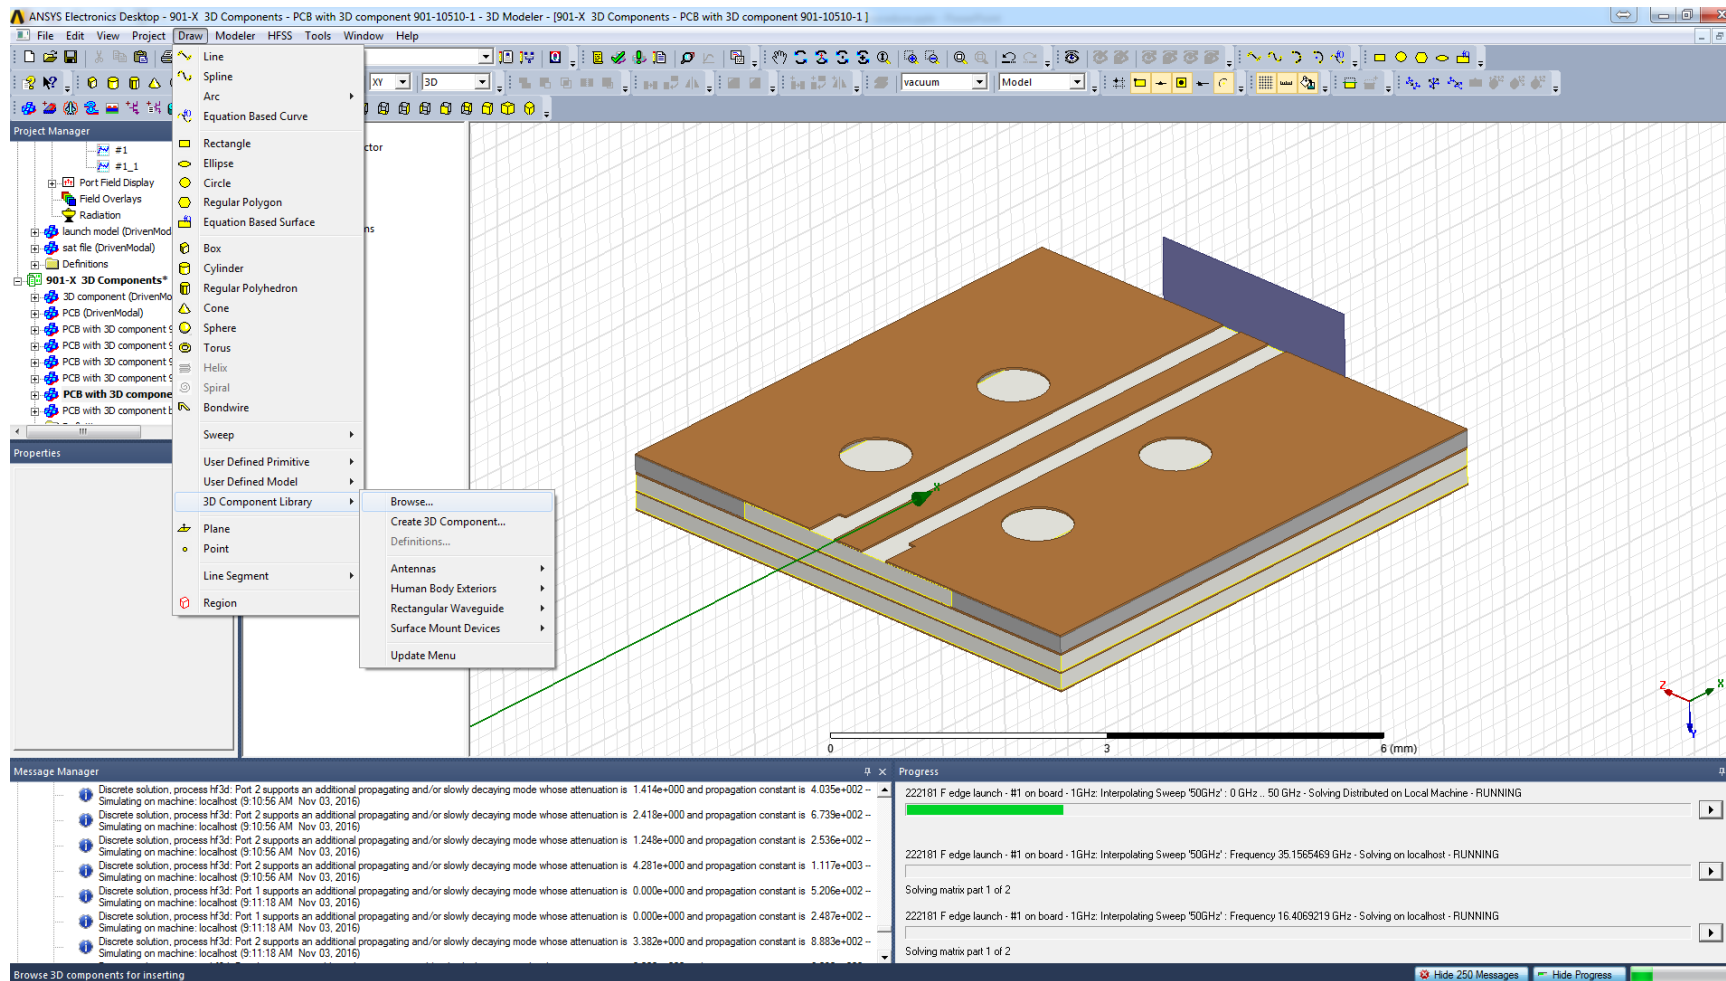 ANSYS Electronics Desktop - 901-X 3D Components - PCB with 3D component 901-10510-1 - 3D Modeler - [901-X 3D Components - PCB with 3D component 901-10510-1 ]
File Edit View Project Draw Modeler HFSS Tools Window Help
XY 3D vacuum Model
Project Manager
#1
#1_1
Port Field Display
Field Overlays
Radiation
launch model (DrivenMod
sat file (DrivenModal)
Definitions
901-X 3D Components*
3D component (DrivenMo
PCB (DrivenModal)
PCB with 3D component 9
PCB with 3D component 9
PCB with 3D component 9
PCB with 3D component 9
PCB with 3D compone
PCB with 3D component b
Properties
Line
Spline
Arc
Equation Based Curve
Rectangle
Ellipse
Circle
Regular Polygon
Equation Based Surface
Box
Cylinder
Regular Polyhedron
Cone
Sphere
Torus
Helix
Spiral
Bondwire
Sweep
User Defined Primitive
User Defined Model
3D Component Library
Plane
Point
Line Segment
Region
Browse...
Create 3D Component...
Definitions...
Antennas
Human Body Exteriors
Rectangular Waveguide
Surface Mount Devices
Update Menu
ctor
ns
X
Z
X
Y
0 3 6 (mm)
Message Manager
Discrete solution, process hf3d: Port 2 supports an additional propagating and/or slowly decaying mode whose attenuation is 1.414e+000 and propagation constant is 4.035e+002 --
Simulating on machine: localhost (9:10:56 AM Nov 03, 2016)
Discrete solution, process hf3d: Port 2 supports an additional propagating and/or slowly decaying mode whose attenuation is 2.418e+000 and propagation constant is 6.739e+002 --
Simulating on machine: localhost (9:10:56 AM Nov 03, 2016)
Discrete solution, process hf3d: Port 2 supports an additional propagating and/or slowly decaying mode whose attenuation is 1.248e+000 and propagation constant is 2.536e+002 --
Simulating on machine: localhost (9:10:56 AM Nov 03, 2016)
Discrete solution, process hf3d: Port 2 supports an additional propagating and/or slowly decaying mode whose attenuation is 4.281e+000 and propagation constant is 1.117e+003 --
Simulating on machine: localhost (9:10:56 AM Nov 03, 2016)
Discrete solution, process hf3d: Port 1 supports an additional propagating and/or slowly decaying mode whose attenuation is 0.000e+000 and propagation constant is 5.206e+002 --
Simulating on machine: localhost (9:11:18 AM Nov 03, 2016)
Discrete solution, process hf3d: Port 1 supports an additional propagating and/or slowly decaying mode whose attenuation is 0.000e+000 and propagation constant is 2.487e+002 --
Simulating on machine: localhost (9:11:18 AM Nov 03, 2016)
Discrete solution, process hf3d: Port 2 supports an additional propagating and/or slowly decaying mode whose attenuation is 3.382e+000 and propagation constant is 8.883e+002 --
Simulating on machine: localhost (9:11:18 AM Nov 03, 2016)
Progress
222181 F edge launch - #1 on board - 1GHz: Interpolating Sweep '50GHz' : 0 GHz .. 50 GHz - Solving Distributed on Local Machine - RUNNING
222181 F edge launch - #1 on board - 1GHz: Interpolating Sweep '50GHz' : Frequency 35.1565469 GHz - Solving on localhost - RUNNING
Solving matrix part 1 of 2
222181 F edge launch - #1 on board - 1GHz: Interpolating Sweep '50GHz' : Frequency 16.4069219 GHz - Solving on localhost - RUNNING
Solving matrix part 1 of 2
Browse 3D components for inserting
Hide 250 Messages Hide Progress